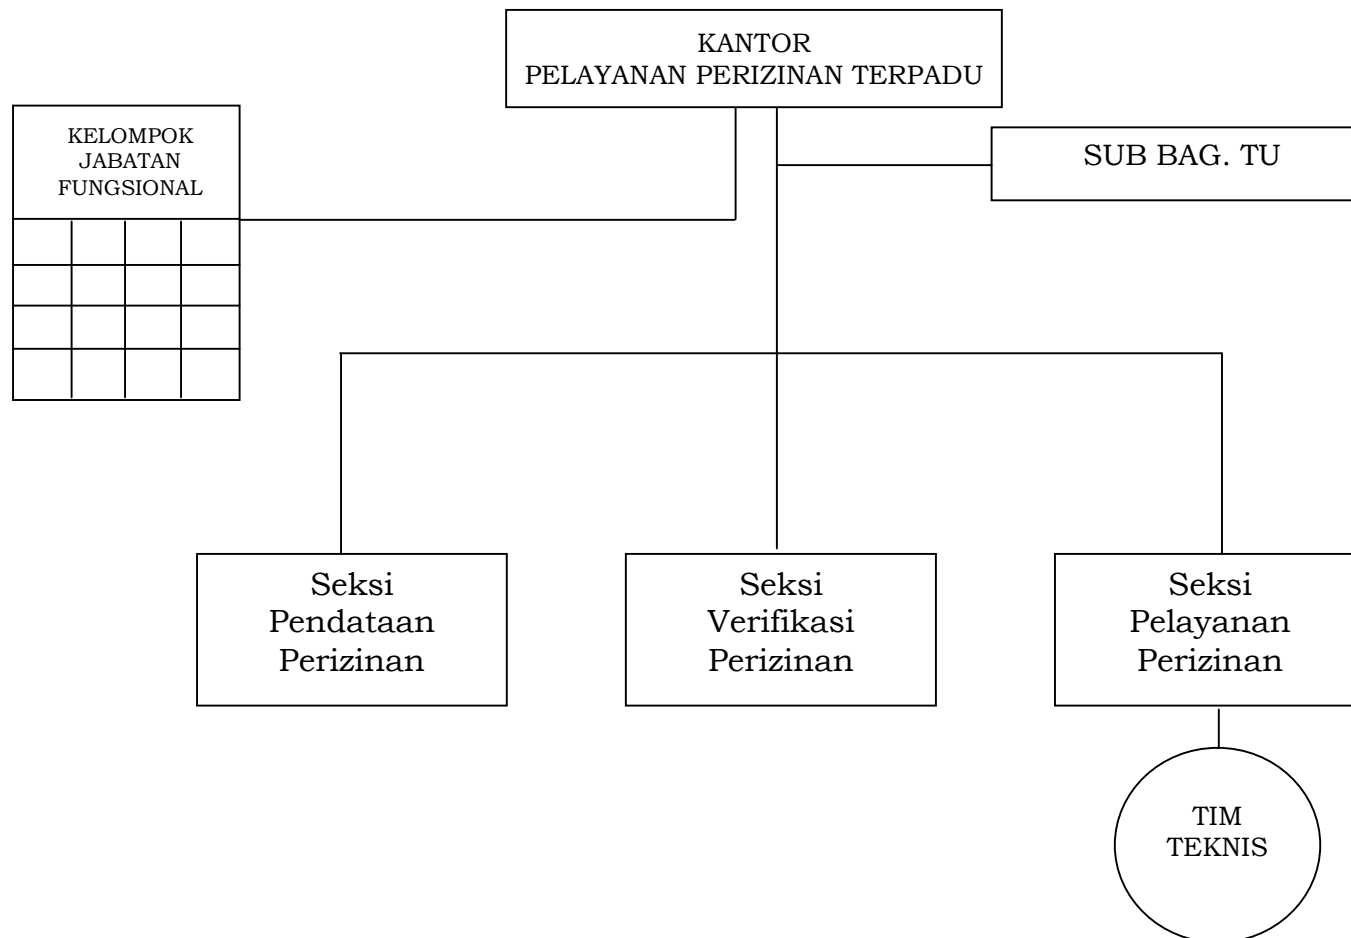 KANTOR
PELAYANAN PERIZINAN TERPADU
KELOMPOK
JABATAN
FUNGSIONAL
SUB BAG. TU
Seksi
Pendataan
Perizinan
Seksi
Verifikasi
Perizinan
Seksi
Pelayanan
Perizinan
TIM
TEKNIS